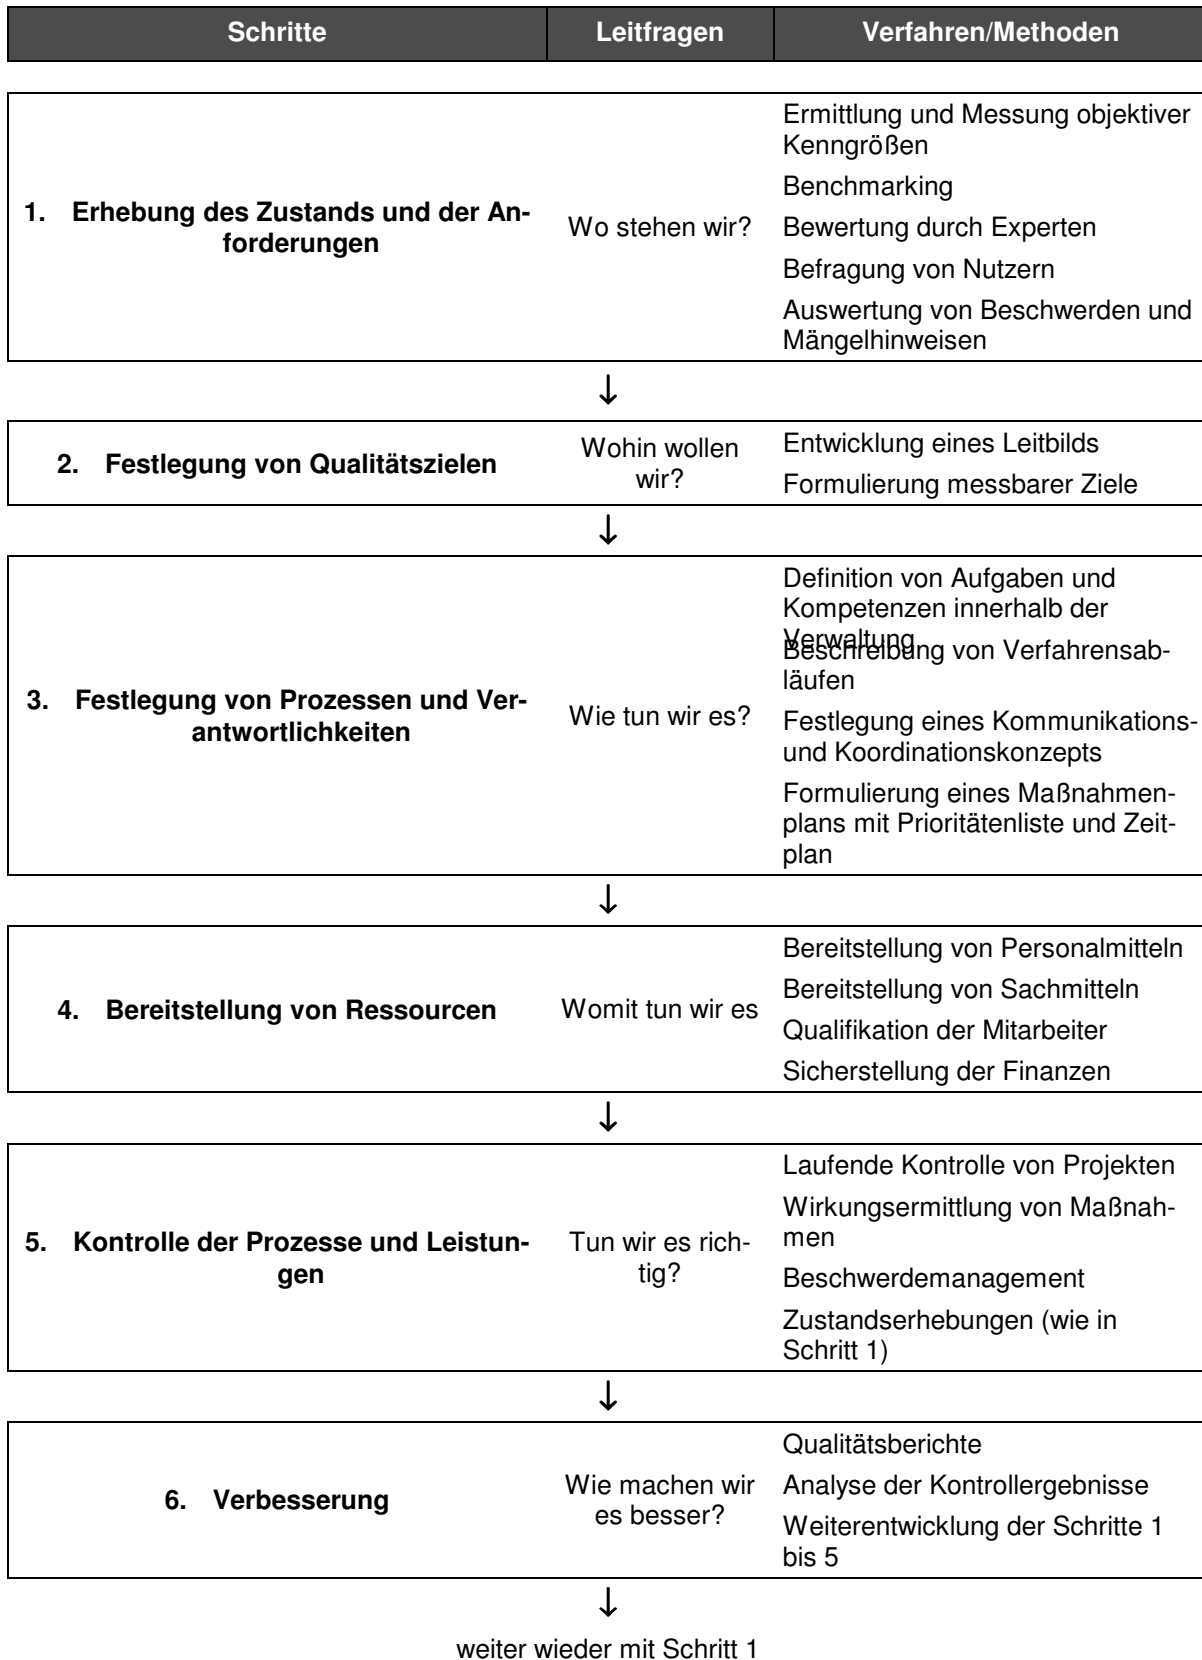 Schritte Leitfragen Verfahren/Methoden
1. Erhebung des Zustands und der An-
forderungen
Wo stehen wir?
Ermittlung und Messung objektiver
Kenngrößen
Benchmarking
Bewertung durch Experten
Befragung von Nutzern
Auswertung von Beschwerden und
Mängelhinweisen
↓
2. Festlegung von Qualitätszielen
Wohin wollen
wir?
Entwicklung eines Leitbilds
Formulierung messbarer Ziele
↓
3. Festlegung von Prozessen und Ver-
antwortlichkeiten
Wie tun wir es?
Definition von Aufgaben und
Kompetenzen innerhalb der
Verwaltung
Beschreibung von Verfahrensab-
läufen
Festlegung eines Kommunikations-
und Koordinationskonzepts
Formulierung eines Maßnahmen-
plans mit Prioritätenliste und Zeit-
plan
↓
4. Bereitstellung von Ressourcen
Womit tun wir es
Bereitstellung von Personalmitteln
Bereitstellung von Sachmitteln
Qualifikation der Mitarbeiter
Sicherstellung der Finanzen
↓
5. Kontrolle der Prozesse und Leistun-
gen
Tun wir es rich-
tig?
Laufende Kontrolle von Projekten
Wirkungsermittlung von Maßnah-
men
Beschwerdemanagement
Zustandserhebungen (wie in
Schritt 1)
↓
6. Verbesserung
Wie machen wir
es besser?
Qualitätsberichte
Analyse der Kontrollergebnisse
Weiterentwicklung der Schritte 1
bis 5
↓
weiter wieder mit Schritt 1